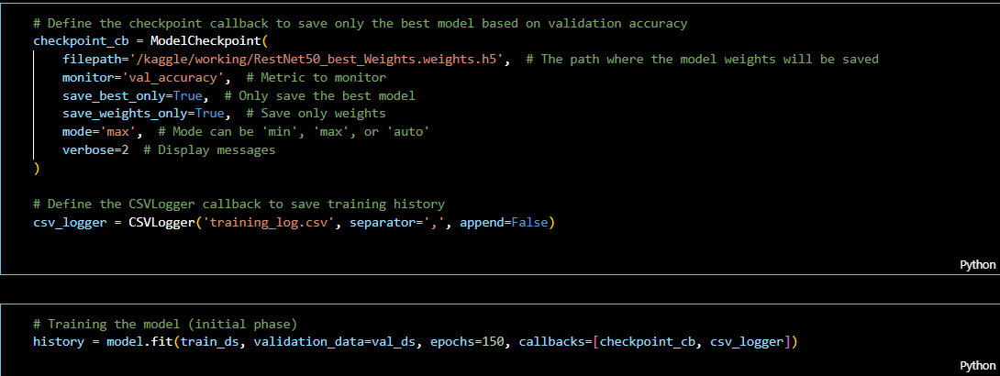 # Define the checkpoint callback to save only the best model based on validation accuracy
checkpoint_cb = ModelCheckpoint(
    filepath='/kaggle/working/RestNet50_best_Weights.weights.h5',  # The path where the model weights will be saved
    monitor='val_accuracy',  # Metric to monitor
    save_best_only=True,  # Only save the best model
    save_weights_only=True,  # Save only weights
    mode='max',  # Mode can be 'min', 'max', or 'auto'
    verbose=2  # Display messages
)
# Define the CSVLogger callback to save training history
csv_logger = CSVLogger('training_log.csv', separator=',', append=False)
Python
# Training the model (initial phase)
history = model.fit(train_ds, validation_data=val_ds, epochs=150, callbacks=[checkpoint_cb, csv_logger])
Python